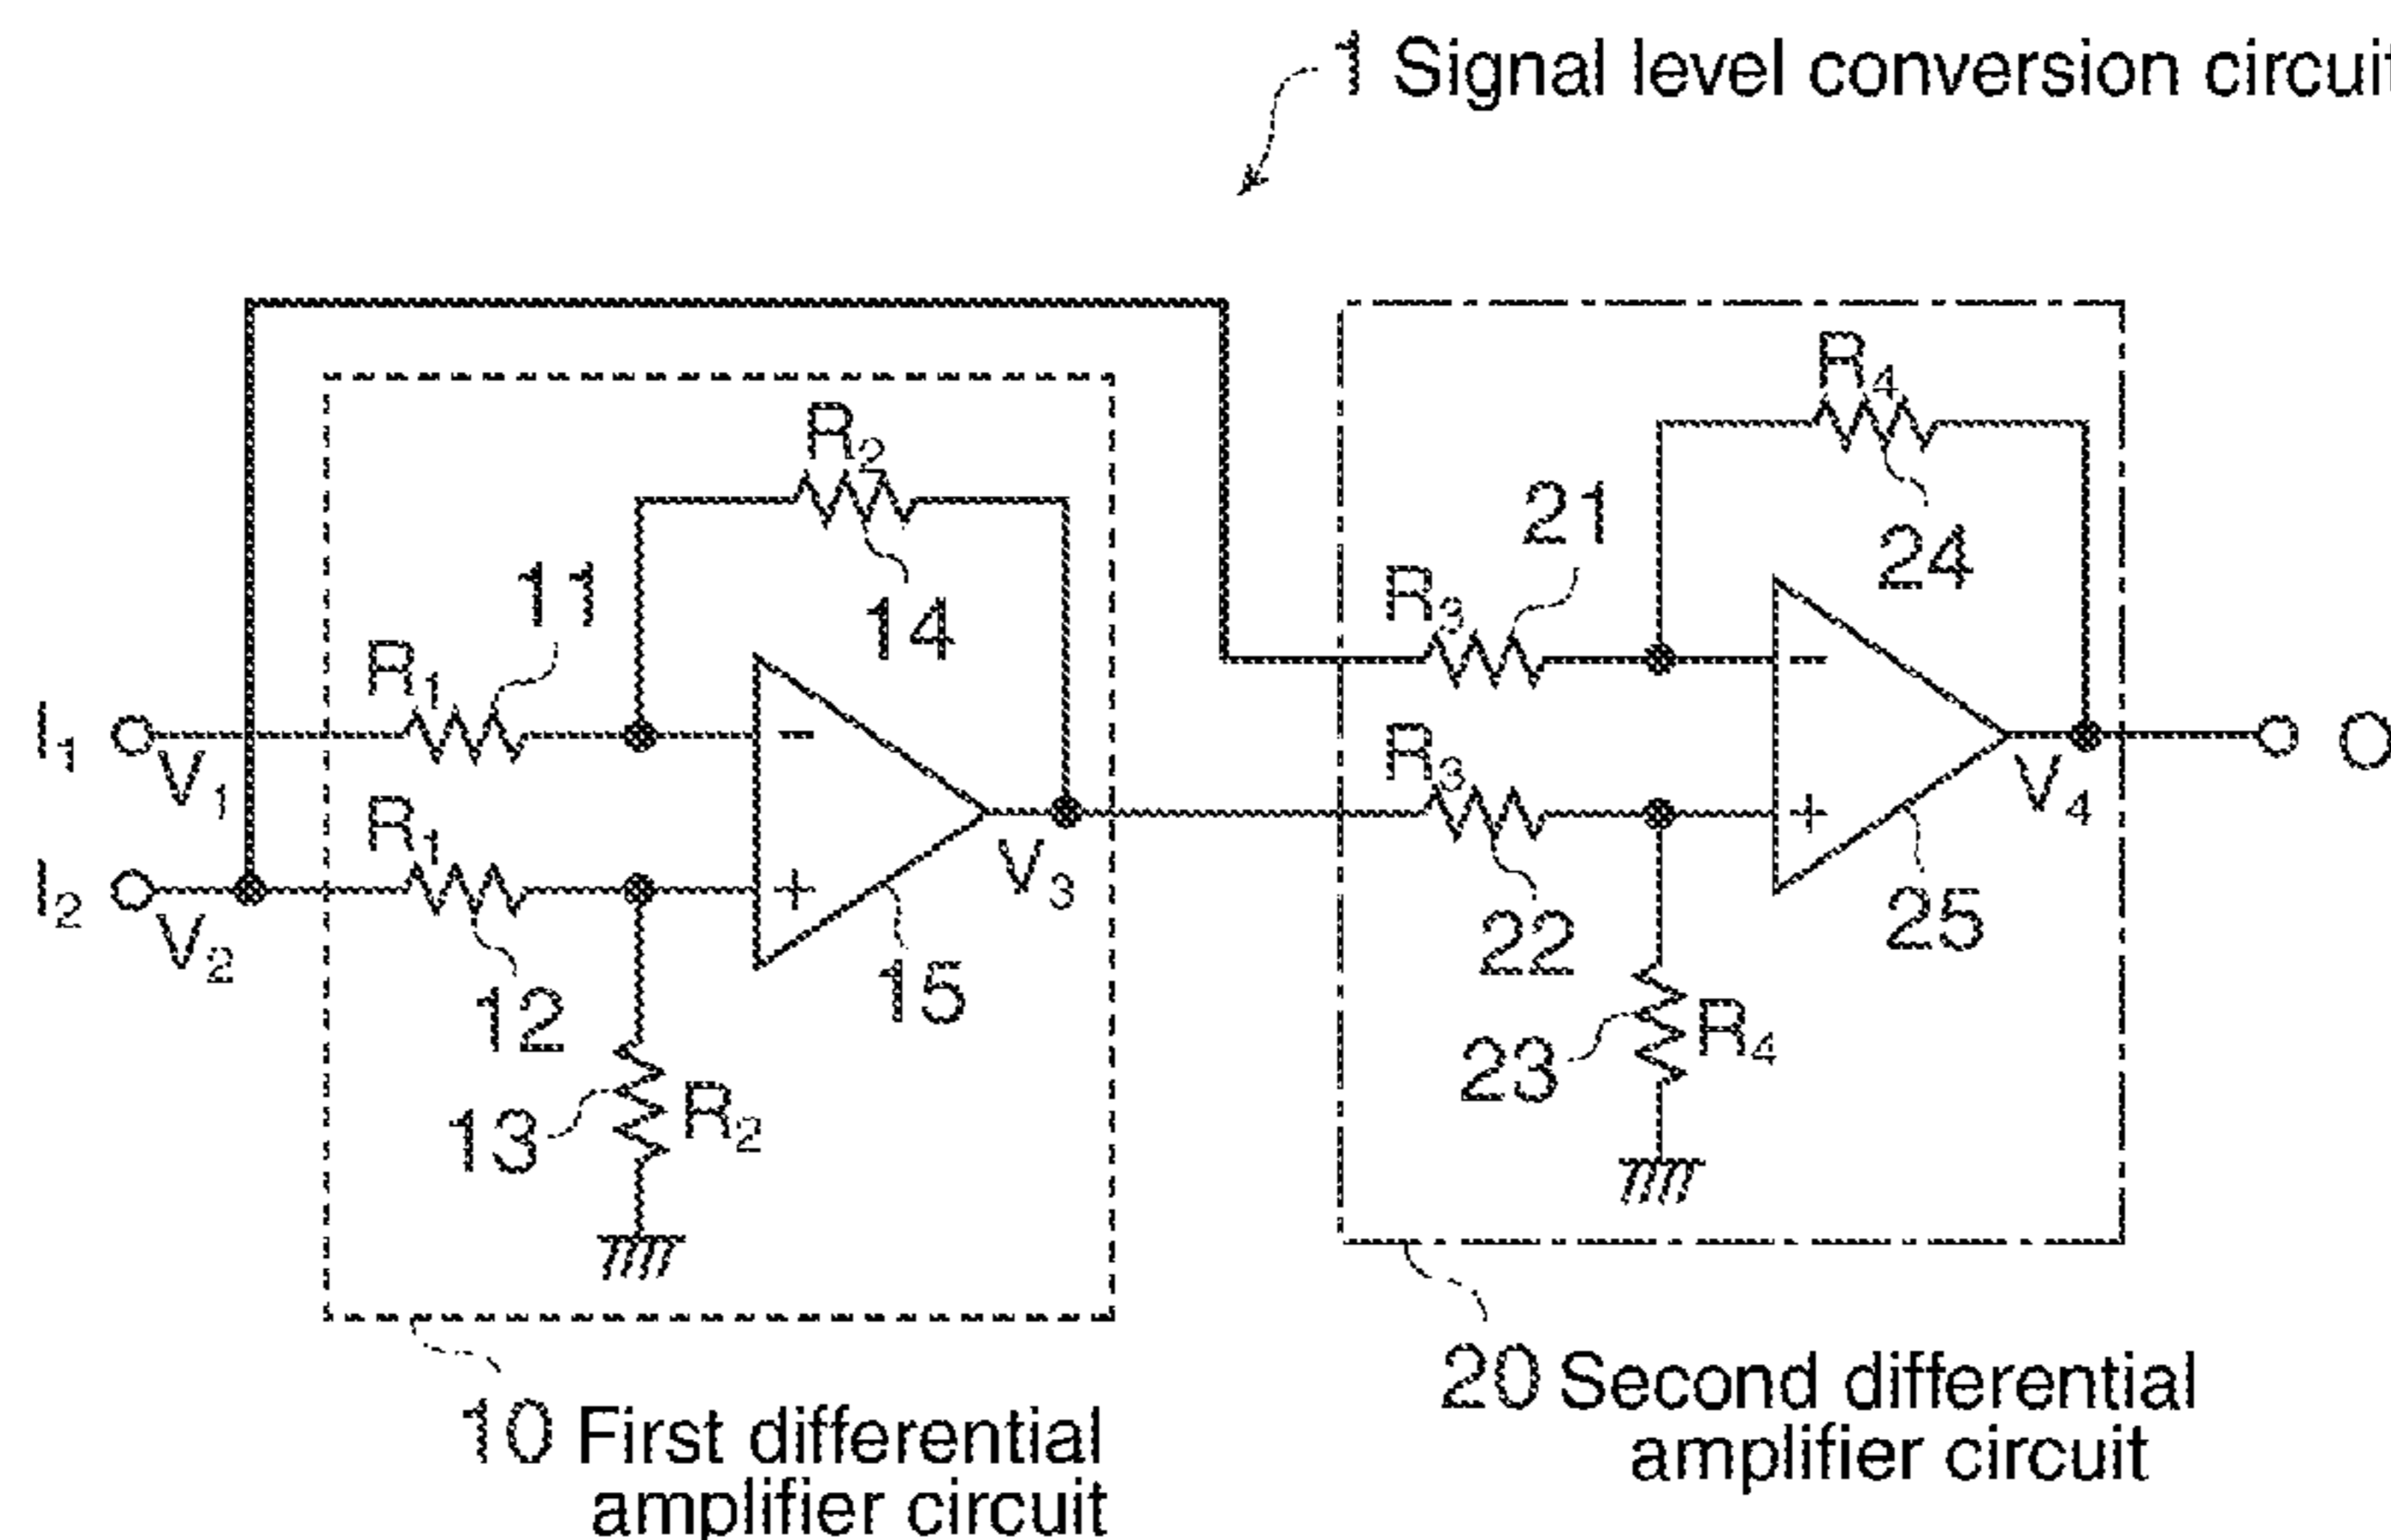 1 Signal level conversion circuit
R4
R2
21
24
11
R3
14
R1
I1
V1
−
−
O
R3
V4
R1
+
V3
I2
V2
+
22
25
12
15
23
R4
13
R2
20 Second differential
amplifier circuit
10 First differential
amplifier circuit